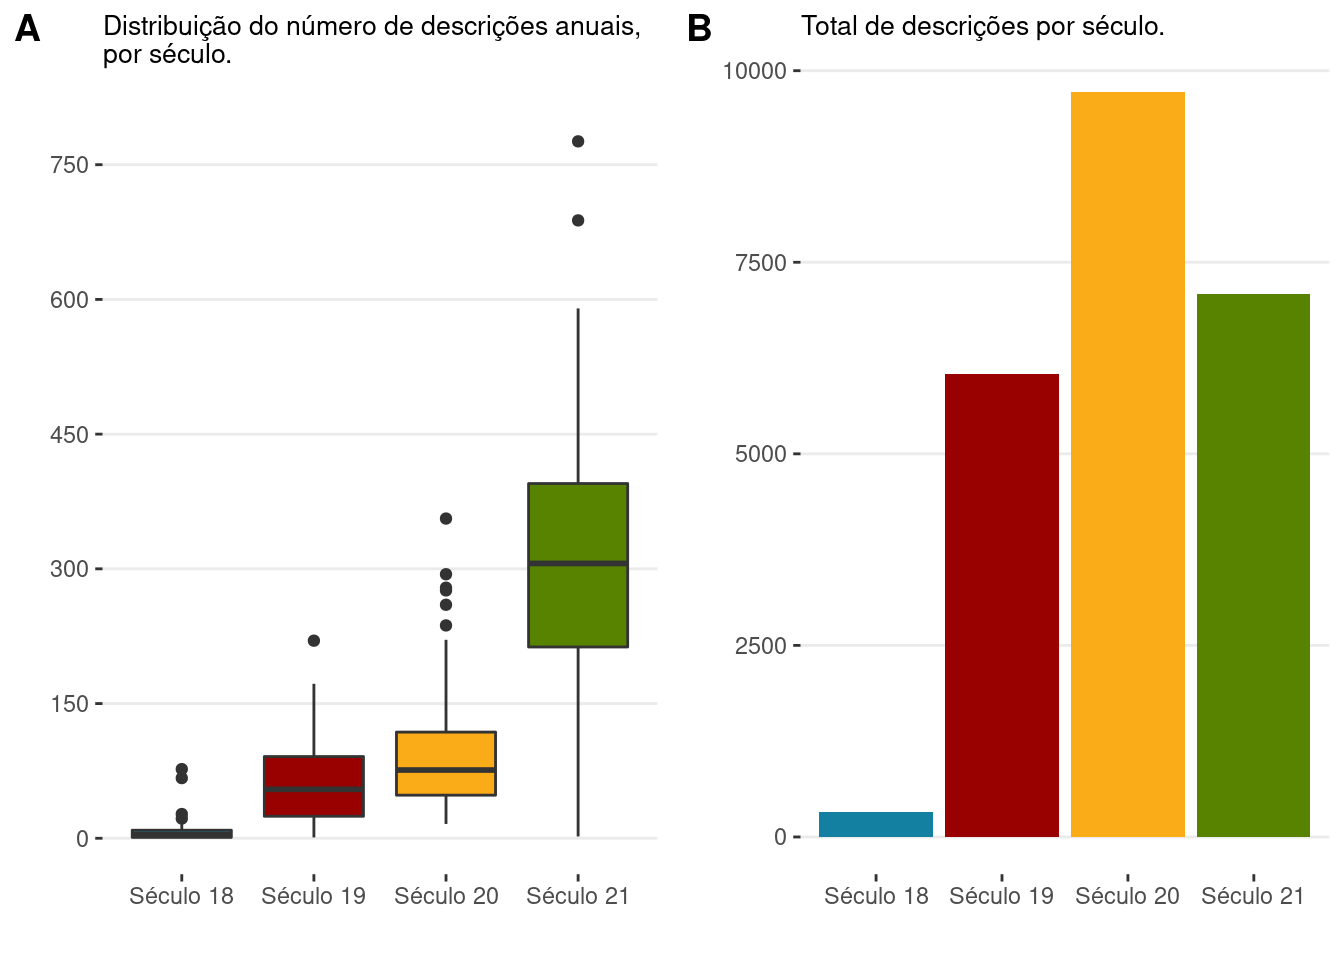 A
Distribuição do número de descrições anuais,
por século.
750
600
450
300
150
0
Século 18 Século 19 Século 20 Século 21
B
Total de descrições por século.
10000
7500
5000
2500
0
Século 18 Século 19 Século 20 Século 21